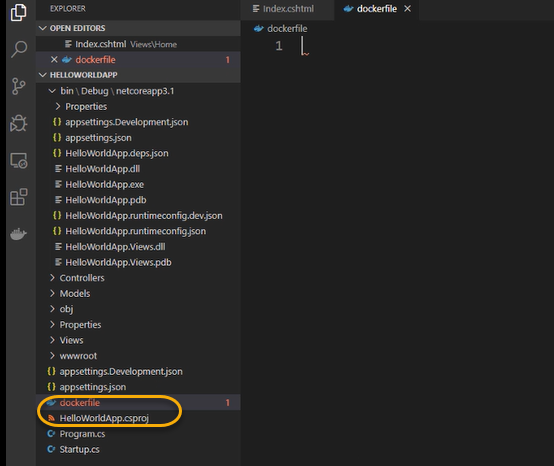 EXPLORER
OPEN EDITORS
Index.cshtml Views\Home
dockerfile 1
HELLOWORLDAPP
bin \ Debug \ netcoreapp3.1
Properties
appsettings.Development.json
appsettings.json
HelloWorldApp.deps.json
HelloWorldApp.dll
HelloWorldApp.exe
HelloWorldApp.pdb
HelloWorldApp.runtimeconfig.dev.json
HelloWorldApp.runtimeconfig.json
HelloWorldApp.Views.dll
HelloWorldApp.Views.pdb
Controllers
Models
obj
Properties
Views
wwwroot
appsettings.Development.json
appsettings.json
dockerfile 1
HelloWorldApp.csproj
Program.cs
Startup.cs
Index.cshtml dockerfile
dockerfile
1